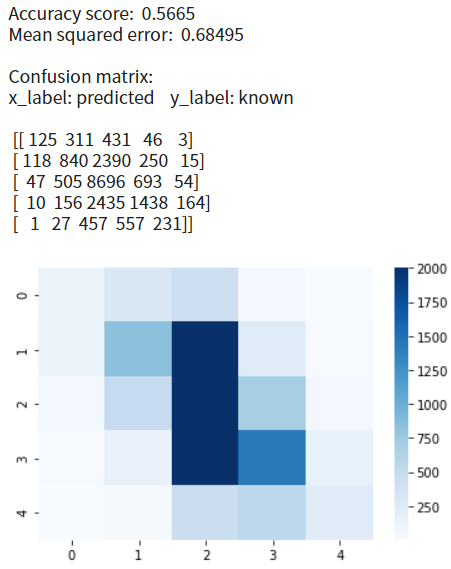 Accuracy score: 0.5665
Mean squared error: 0.68495
Confusion matrix:
x_label: predicted y_label: known
[[ 125 311 431 46 3]
[ 118 840 2390 250 15]
[ 47 505 8696 693 54]
[ 10 156 2435 1438 164]
[ 1 27 457 557 231]]
2000
0
1750
1500
1
1250
2
1000
750
3
500
4
250
0 1 2 3 4